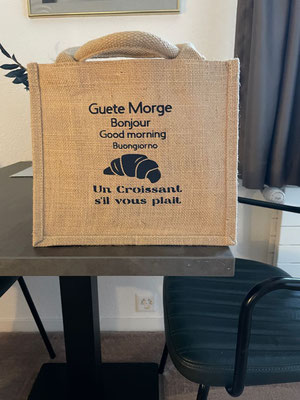 Guete Morge
Bonjour
Good morning
Buongiorno
Un Croissant
s'il vous plait